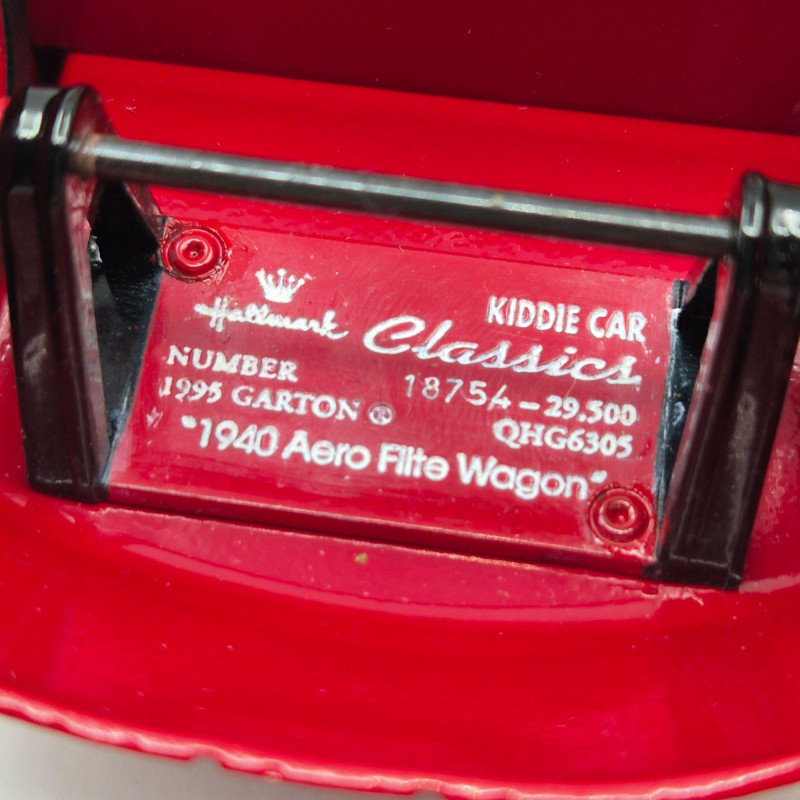 Hallmark KIDDIE CAR
Classics
NUMBER 18754-29,500
1995 GARTON ® QHG6305
"1940 Aero Flite Wagon"